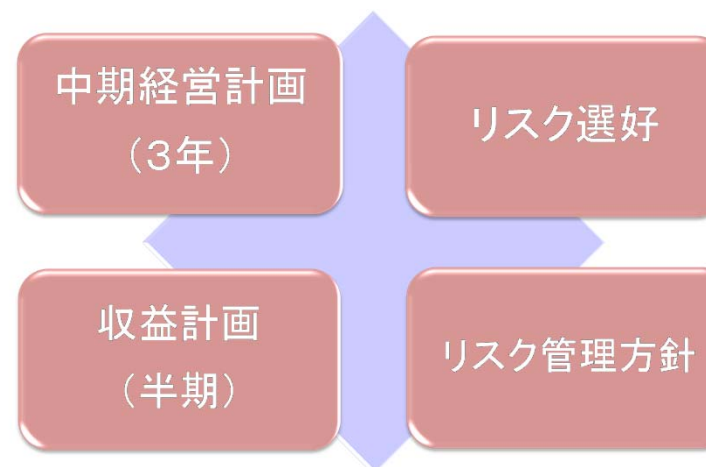 中期経営計画
（３年）
リスク選好
収益計画
（半期）
リスク管理方針